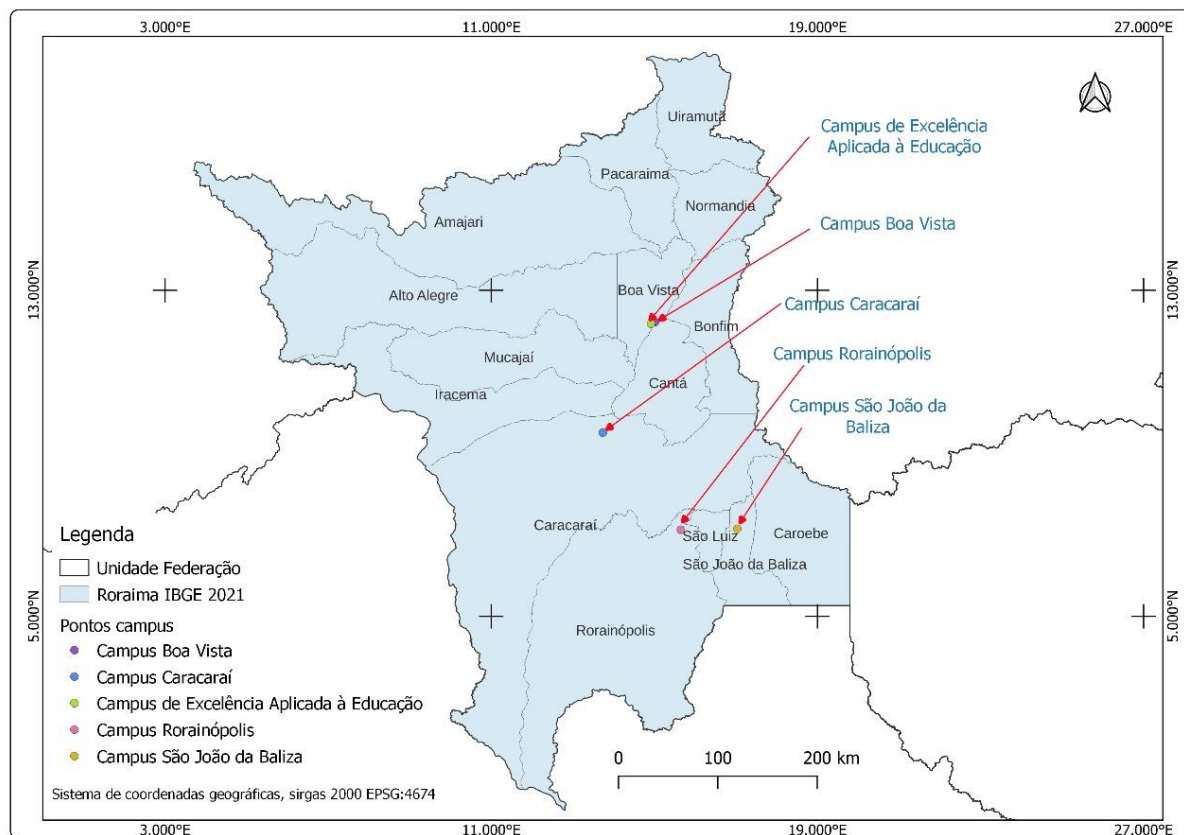 3.000°E 11.000°E 19.000°E 27.000°E
Uiramutã
Campus de Excelência
Aplicada à Educação
Pacaraima
Normandia
Amajari
Campus Boa Vista
13.000°N
13.000°N
Alto Alegre
Boa Vista
Campus Caracaraí
Bonfim
Mucajaí
Campus Rorainópolis
Cantá
Iracema
Campus São João da
Baliza
Caracaraí
São Luiz
Caroebe
São João da Baliza
Legenda
Unidade Federação
Roraima IBGE 2021
5.000°N
5.000°N
Rorainópolis
Pontos campus
Campus Boa Vista
Campus Caracaraí
Campus de Excelência Aplicada à Educação
Campus Rorainópolis
Campus São João da Baliza
0 100 200 km
Sistema de coordenadas geográficas, sirgas 2000 EPSG:4674
3.000°E 11.000°E 19.000°E 27.000°E